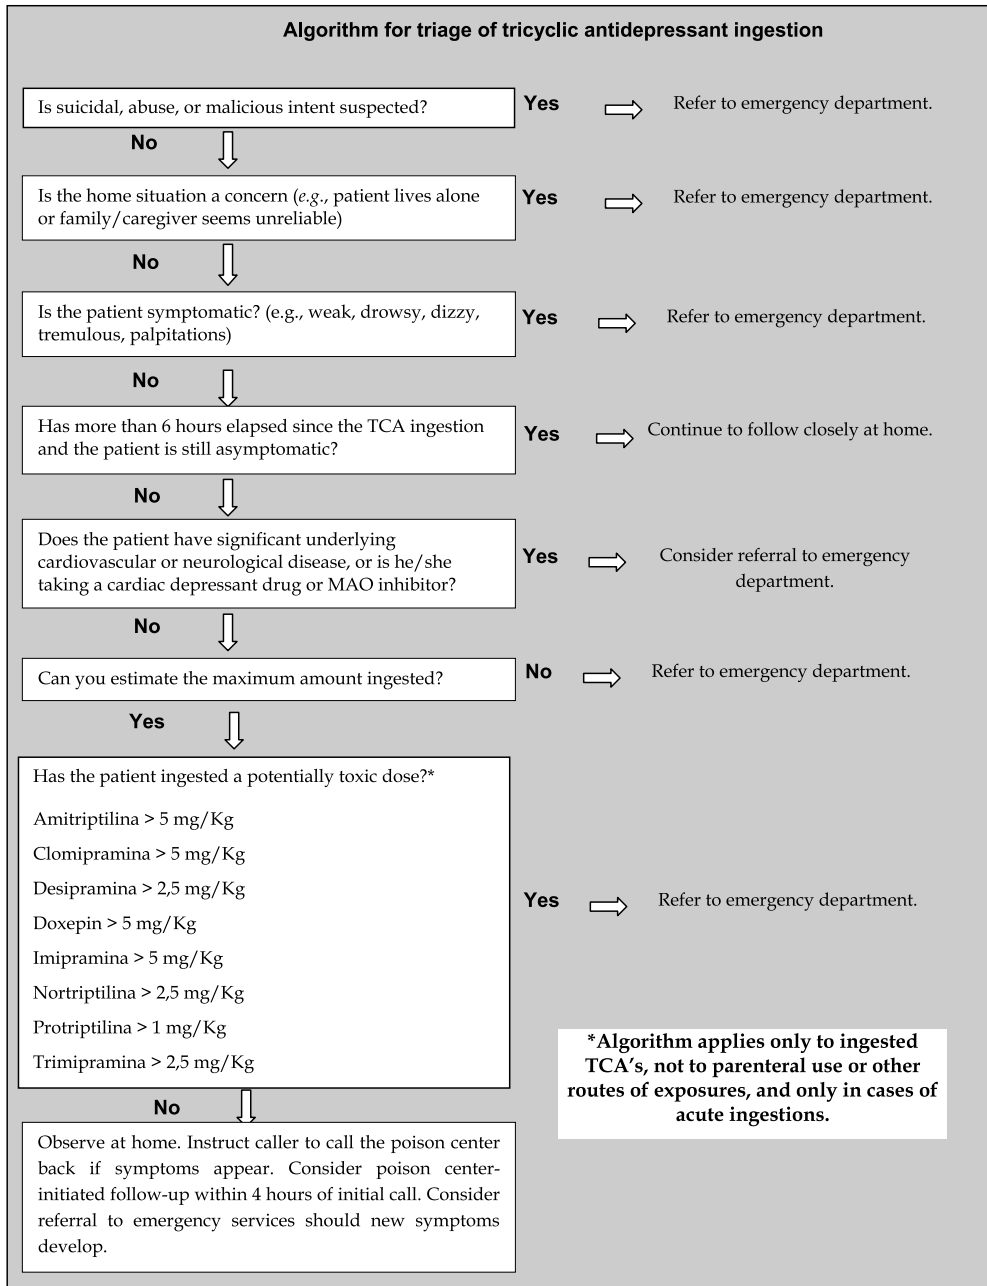 Algorithm for triage of tricyclic antidepressant ingestion
Is suicidal, abuse, or malicious intent suspected?
Yes
Refer to emergency department.
No
Is the home situation a concern (e.g., patient lives alone
or family/caregiver seems unreliable)
Yes
Refer to emergency department.
No
Is the patient symptomatic? (e.g., weak, drowsy, dizzy,
tremulous, palpitations)
Yes
Refer to emergency department.
No
Has more than 6 hours elapsed since the TCA ingestion
and the patient is still asymptomatic?
Yes
Continue to follow closely at home.
No
Does the patient have significant underlying
cardiovascular or neurological disease, or is he/she
taking a cardiac depressant drug or MAO inhibitor?
Yes
Consider referral to emergency
department.
No
Can you estimate the maximum amount ingested?
No
Refer to emergency department.
Yes
Has the patient ingested a potentially toxic dose?*
Amitriptilina > 5 mg/Kg
Clomipramina > 5 mg/Kg
Desipramina > 2,5 mg/Kg
Doxepin > 5 mg/Kg
Imipramina > 5 mg/Kg
Nortriptilina > 2,5 mg/Kg
Protriptilina > 1 mg/Kg
Trimipramina > 2,5 mg/Kg
Yes
Refer to emergency department.
*Algorithm applies only to ingested
TCA's, not to parenteral use or other
routes of exposures, and only in cases of
acute ingestions.
No
Observe at home. Instruct caller to call the poison center
back if symptoms appear. Consider poison center-
initiated follow-up within 4 hours of initial call. Consider
referral to emergency services should new symptoms
develop.